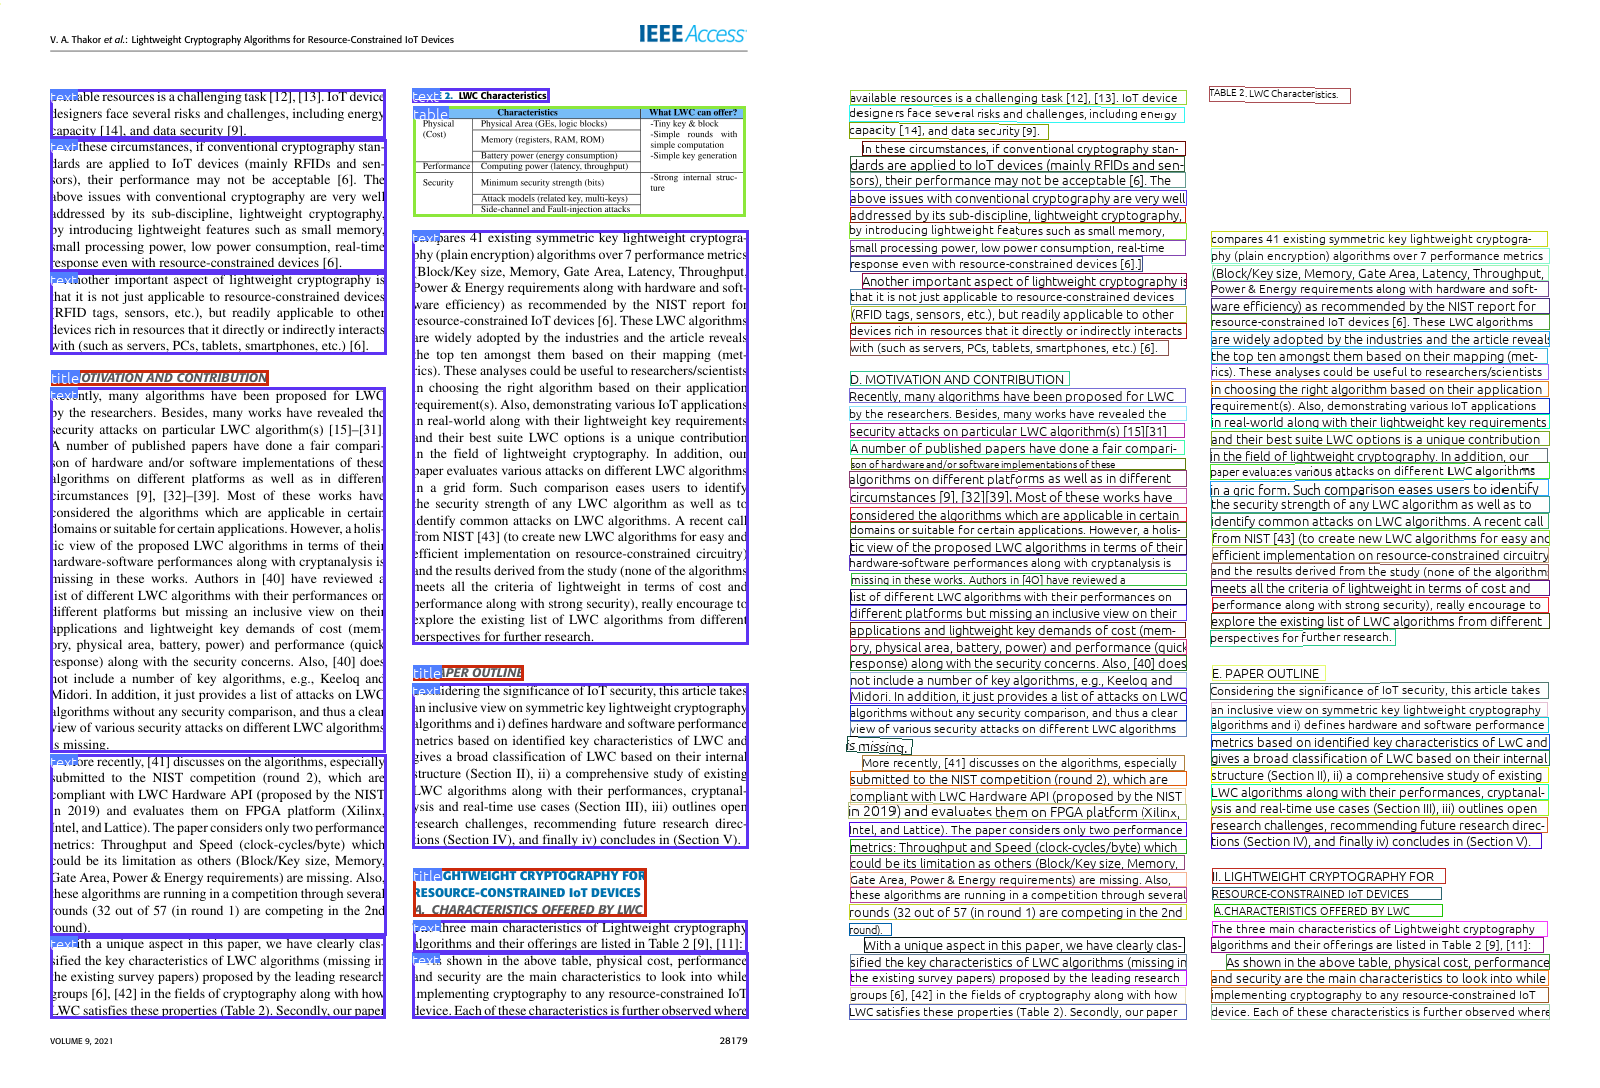 V. A. Thakor et al.: Lightweight Cryptography Algorithms for Resource-Constrained IoT Devices
IEEE Access
text able resources is a challenging task [12], [13]. IoT device
designers face several risks and challenges, including energy
capacity [14], and data security [9].
text these circumstances, if conventional cryptography stan-
dards are applied to IoT devices (mainly RFIDs and sen-
sors), their performance may not be acceptable [6]. The
above issues with conventional cryptography are very well
addressed by its sub-discipline, lightweight cryptography,
by introducing lightweight features such as small memory,
small processing power, low power consumption, real-time
response even with resource-constrained devices [6].
text nother important aspect of lightweight cryptography is
that it is not just applicable to resource-constrained devices
(RFID tags, sensors, etc.), but readily applicable to other
devices rich in resources that it directly or indirectly interacts
with (such as servers, PCs, tablets, smartphones, etc.) [6].
title OTIVATION AND CONTRIBUTION
text ntly, many algorithms have been proposed for LWC
by the researchers. Besides, many works have revealed the
security attacks on particular LWC algorithm(s) [15]–[31].
A number of published papers have done a fair compari-
son of hardware and/or software implementations of these
algorithms on different platforms as well as in different
circumstances [9], [32]–[39]. Most of these works have
considered the algorithms which are applicable in certain
domains or suitable for certain applications. However, a holis-
tic view of the proposed LWC algorithms in terms of their
hardware-software performances along with cryptanalysis is
missing in these works. Authors in [40] have reviewed a
list of different LWC algorithms with their performances on
different platforms but missing an inclusive view on their
applications and lightweight key demands of cost (mem-
ory, physical area, battery, power) and performance (quick
response) along with the security concerns. Also, [40] does
not include a number of key algorithms, e.g., Keeloq and
Midori. In addition, it just provides a list of attacks on LWC
algorithms without any security comparison, and thus a clear
view of various security attacks on different LWC algorithms
is missing.
text ore recently, [41] discusses on the algorithms, especially
submitted to the NIST competition (round 2), which are
compliant with LWC Hardware API (proposed by the NIST
in 2019) and evaluates them on FPGA platform (Xilinx,
Intel, and Lattice). The paper considers only two performance
metrics: Throughput and Speed (clock-cycles/byte) which
could be its limitation as others (Block/Key size, Memory,
Gate Area, Power & Energy requirements) are missing. Also,
these algorithms are running in a competition through several
rounds (32 out of 57 (in round 1) are competing in the 2nd
round).
text ith a unique aspect in this paper, we have clearly clas-
sified the key characteristics of LWC algorithms (missing in
the existing survey papers) proposed by the leading research
groups [6], [42] in the fields of cryptography along with how
LWC satisfies these properties (Table 2). Secondly, our paper
text 2. LWC Characteristics
table Characteristics What LWC can offer?
Physical (Cost) Physical Area (GEs, logic blocks) -Tiny key & block
Memory (registers, RAM, ROM) -Simple rounds with simple computation
Battery power (energy consumption) -Simple key generation
Performance Computing power (latency, throughput)
Security Minimum security strength (bits) -Strong internal struc-
ture
Attack models (related key, multi-keys)
Side-channel and Fault-injection attacks
text pares 41 existing symmetric key lightweight cryptogra-
phy (plain encryption) algorithms over 7 performance metrics
(Block/Key size, Memory, Gate Area, Latency, Throughput,
Power & Energy requirements along with hardware and soft-
ware efficiency) as recommended by the NIST report for
resource-constrained IoT devices [6]. These LWC algorithms
are widely adopted by the industries and the article reveals
the top ten amongst them based on their mapping (met-
rics). These analyses could be useful to researchers/scientists
in choosing the right algorithm based on their application
requirement(s). Also, demonstrating various IoT applications
in real-world along with their lightweight key requirements
and their best suite LWC options is a unique contribution
in the field of lightweight cryptography. In addition, our
paper evaluates various attacks on different LWC algorithms
in a grid form. Such comparison eases users to identify
the security strength of any LWC algorithm as well as to
identify common attacks on LWC algorithms. A recent call
from NIST [43] (to create new LWC algorithms for easy and
efficient implementation on resource-constrained circuitry)
and the results derived from the study (none of the algorithms
meets all the criteria of lightweight in terms of cost and
performance along with strong security), really encourage to
explore the existing list of LWC algorithms from different
perspectives for further research.
title APER OUTLINE
text idering the significance of IoT security, this article takes
an inclusive view on symmetric key lightweight cryptography
algorithms and i) defines hardware and software performance
metrics based on identified key characteristics of LWC and
gives a broad classification of LWC based on their internal
structure (Section II), ii) a comprehensive study of existing
LWC algorithms along with their performances, cryptanal-
ysis and real-time use cases (Section III), iii) outlines open
research challenges, recommending future research direc-
tions (Section IV), and finally iv) concludes in (Section V).
title GHTWEIGHT CRYPTOGRAPHY FOR
RESOURCE-CONSTRAINED IoT DEVICES
A. CHARACTERISTICS OFFERED BY LWC
text three main characteristics of Lightweight cryptography
algorithms and their offerings are listed in Table 2 [9], [11]:
text s shown in the above table, physical cost, performance
and security are the main characteristics to look into while
implementing cryptography to any resource-constrained IoT
device. Each of these characteristics is further observed where
VOLUME 9, 2021
28179
available resources is a challenging task [12], [13]. IoT device
designers face several risks and challenges, including energy
capacity [14], and data security [9].
In these circumstances, if conventional cryptography stan-
dards are applied to IoT devices (mainly RFIDs and sen-
sors), their performance may not be acceptable [6]. The
above issues with conventional cryptography are very well
addressed by its sub-discipline, lightweight cryptography,
by introducing lightweight features such as small memory,
small processing power, low power consumption, real-time
response even with resource-constrained devices [6].]
Another important aspect of lightweight cryptography is
that it is not just applicable to resource-constrained devices
(RFID tags, sensors, etc.), but readily applicable to other
devices rich in resources that it directly or indirectly interacts
with (such as servers, PCs, tablets, smartphones, etc.) [6].
D. MOTIVATION AND CONTRIBUTION
Recently, many algorithms have been proposed for LWC
by the researchers. Besides, many works have revealed the
security attacks on particular LWC algorithm(s) [15][31]
A number of published papers have done a fair compari-
son of hardware and/or software implementations of these
algorithms on different platforms as well as in different
circumstances [9], [32][39]. Most of these works have
considered the algorithms which are applicable in certain
domains or suitable for certain applications. However, a holis-
tic view of the proposed LWC algorithms in terms of their
hardware-software performances along with cryptanalysis is
missing in these works. Authors in [4O] have reviewed a
list of different LWC algorithms with their performances on
different platforms but missing an inclusive view on their
applications and lightweight key demands of cost (mem-
ory, physical area, battery, power) and performance (quick
response) along with the security concerns. Also, [40] does
not include a number of key algorithms, e.g., Keeloq and
Midori. In addition, it just provides a list of attacks on LWC
algorithms without any security comparison, and thus a clear
view of various security attacks on different LWC algorithms
is missing.
More recently, [41] discusses on the algorithms, especially
submitted to the NIST competition (round 2), which are
compliant with LWC Hardware API (proposed by the NIST
in 2019) and evaluates them on FPGA platform (Xilinx,
Intel, and Lattice). The paper considers only two performance
metrics: Throughput and Speed (clock-cycles/byte) which
could be its limitation as others (Block/Key size, Memory,
Gate Area, Power & Energy requirements) are missing. Also,
these algorithms are running in a competition through several
rounds (32 out of 57 (in round 1) are competing in the 2nd
round).
With a unique aspect in this paper, we have clearly clas-
sified the key characteristics of LWC algorithms (missing in
the existing survey papers) proposed by the leading research
groups [6], [42] in the fields of cryptography along with how
LWC satisfies these properties (Table 2). Secondly, our paper
TABLE 2. LWC Characteristics.
compares 41 existing symmetric key lightweight cryptogra-
phy (plain encryption) algorithms over 7 performance metrics
(Block/Key size, Memory, Gate Area, Latency, Throughput,
Power & Energy requirements along with hardware and soft-
ware efficiency) as recommended by the NIST report for
resource-constrained IoT devices [6]. These LWC algorithms
are widely adopted by the industries and the article reveals
the top ten amongst them based on their mapping (met-
rics). These analyses could be useful to researchers/scientists
in choosing the right algorithm based on their application
requirement(s). Also, demonstrating various IoT applications
in real-world along with their lightweight key requirements
and their best suite LWC options is a unique contribution
in the field of lightweight cryptography. In addition, our
paper evaluates various attacks on different LWC algorithms
in a gric form. Such comparison eases users to identify
the security strength of any LWC algorithm as well as to
identify common attacks on LWC algorithms. A recent call
from NIST [43] (to create new LWC algorithms for easy and
efficient implementation on resource-constrained circuitry
and the results derived from the study (none of the algorithm
meets all the criteria of lightweight in terms of cost and
performance along with strong security), really encourage to
explore the existing list of LWC algorithms from different
perspectives for further research.
E. PAPER OUTLINE
Considering the significance of IoT security, this article takes
an inclusive view on symmetric key lightweight cryptography
algorithms and i) defines hardware and software performance
metrics based on identified key characteristics of LwC and
gives a broad classification of LWC based on their internal
structure (Section II), ii) a comprehensive study of existing
LWC algorithms along with their performances, cryptanal-
ysis and real-time use cases (Section III), iii) outlines open
research challenges, recommending future research direc-
tions (Section IV), and finally iv) concludes in (Section V).
II. LIGHTWEIGHT CRYPTOGRAPHY FOR
RESOURCE-CONSTRAINED IoT DEVICES
A.CHARACTERISTICS OFFERED BY LWC
The three main characteristics of Lightweight cryptography
algorithms and their offerings are listed in Table 2 [9], [11]:
As shown in the above table, physical cost, performance
and security are the main characteristics to look into while
implementing cryptography to any resource-constrained IoT
device. Each of these characteristics is further observed where